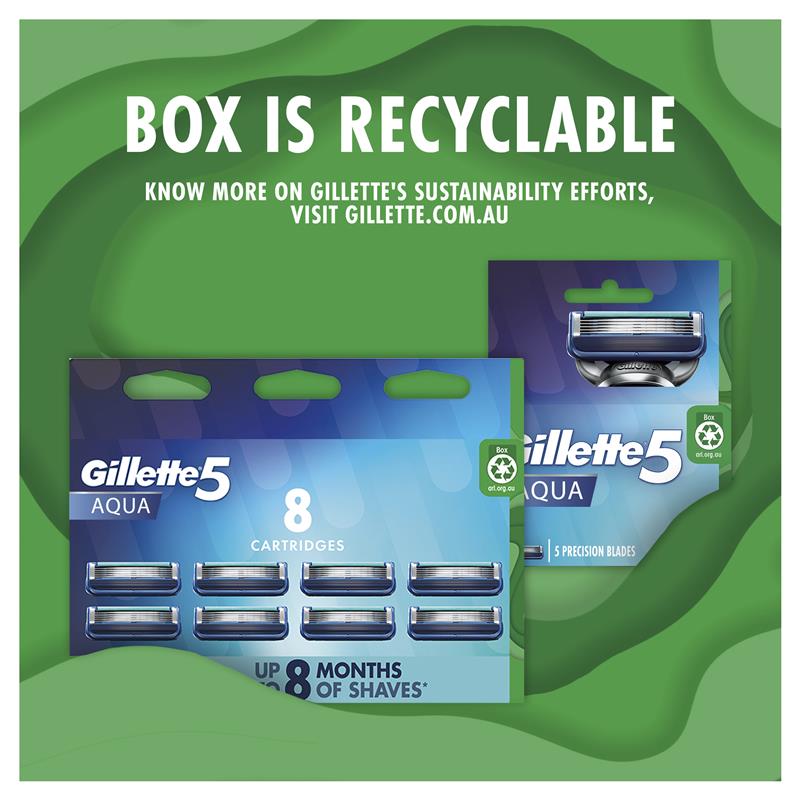 BOX IS RECYCLABLE
KNOW MORE ON GILLETTE'S SUSTAINABILITY EFFORTS,
VISIT GILLETTE.COM.AU
Gillette5
AQUA
8
CARTRIDGES
Box
arl.org.au
UP
8 MONTHS
OF SHAVES*
Gillette
Gillette5
AQUA
Box
arl.org.au
5 PRECISION BLADES